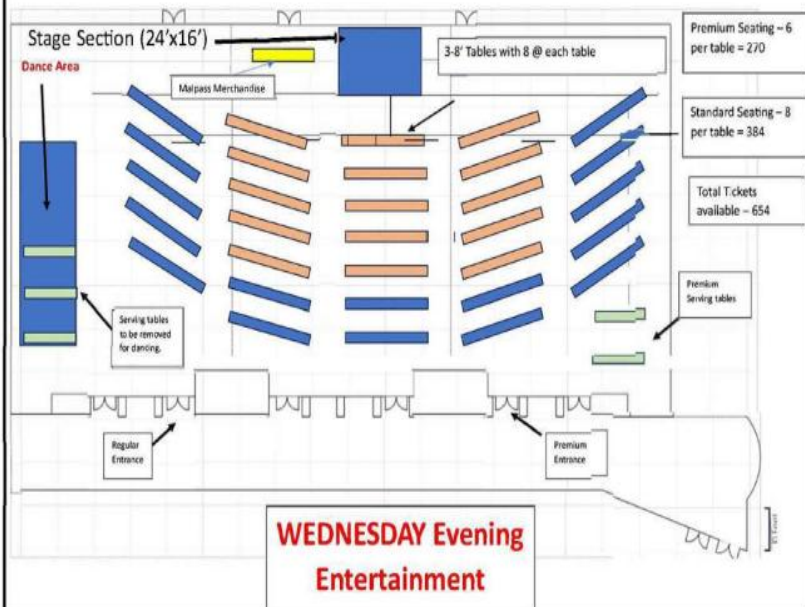 Stage Section (24'x16')
Dance Area
Malpass Merchandise
3-8' Tables with 8 @ each table
Premium Seating – 6
per table = 270
Standard Seating – 8
per table = 384
Total Tickets
available – 654
Premium
Serving tables
Serving tables
to be removed
for dancing.
Regular
Entrance
Premium
Entrance
WEDNESDAY Evening
Entertainment